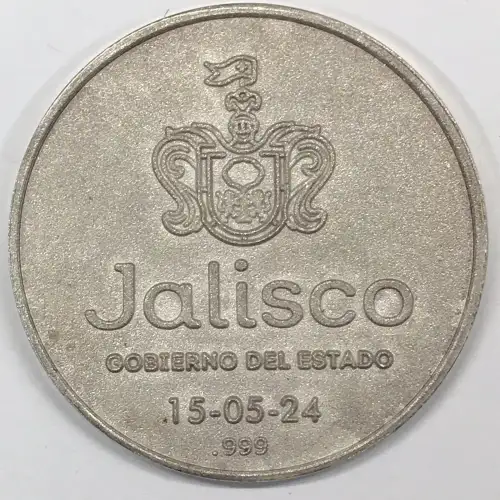 Jalisco
GOBIERNO DEL ESTADO
15-05-24
.999